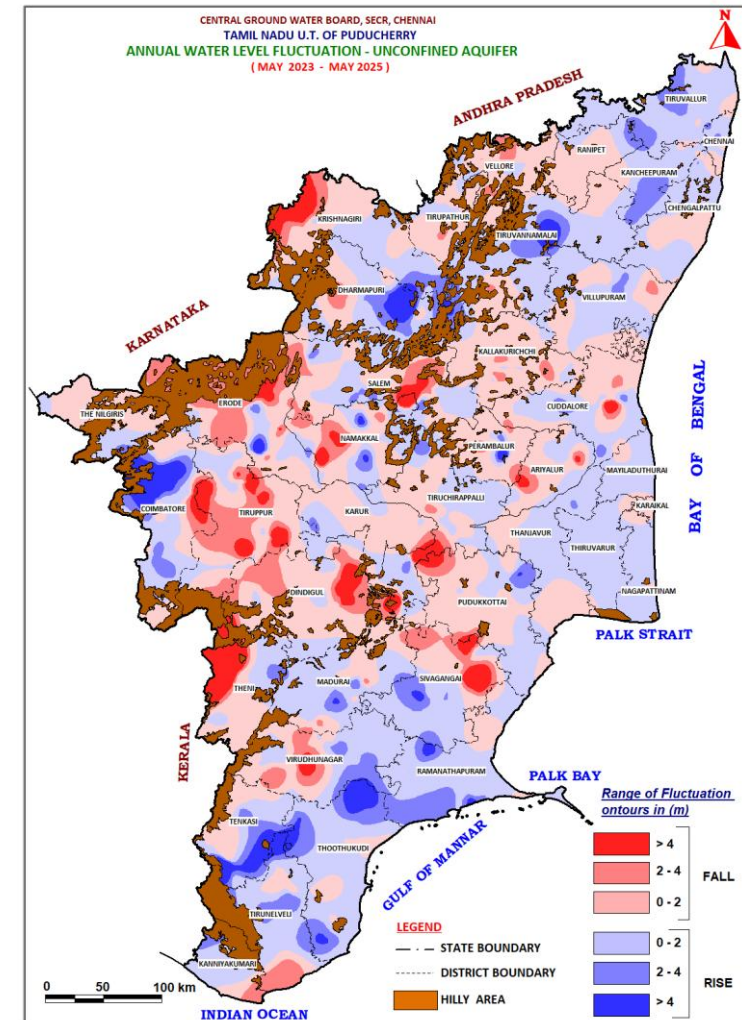 CENTRAL GROUND WATER BOARD, SECR, CHENNAI
TAMIL NADU U.T. OF PUDUCHERRY
ANNUAL WATER LEVEL FLUCTUATION - UNCONFINED AQUIFER
( MAY 2023 - MAY 2025 )
N
ANDHRA PRADESH
TIRUVALLUR
CHENNAI
RANIPET
VELLORE
KANCHEEPURAM
CHENGALPATTU
KRISHNAGIRI
TIRUPATHUR
TIRUVANNAMALAI
DHARMAPURI
VILLUPURAM
KARNATAKA
KALLAKURICHCHI
SALEM
ERODE
CUDDALORE
THE NILGIRIS
NAMAKKAL
PERAMBALUR
ARIYALUR
MAYILADUTHURAI
BAY OF BENGAL
TIRUCHIRAPPALLI
COIMBATORE
TIRUPPUR
KARUR
KARAIKAL
THANJAVUR
THIRUVARUR
DINDIGUL
NAGAPATTINAM
PUDUKKOTTAI
PALK STRAIT
SIVAGANGAI
MADURAI
THENI
KERALA
VIRUDHUNAGAR
RAMANATHAPURAM
PALK BAY
TENKASI
THOOTHUKUDI
GULF OF MANNAR
TIRUNELVELI
KANNIYAKUMARI
INDIAN OCEAN
0 50 100 km
LEGEND
STATE BOUNDARY
DISTRICT BOUNDARY
HILLY AREA
Range of Fluctuation
ontours in (m)
> 4
2 - 4
0 - 2
FALL
0 - 2
2 - 4
> 4
RISE